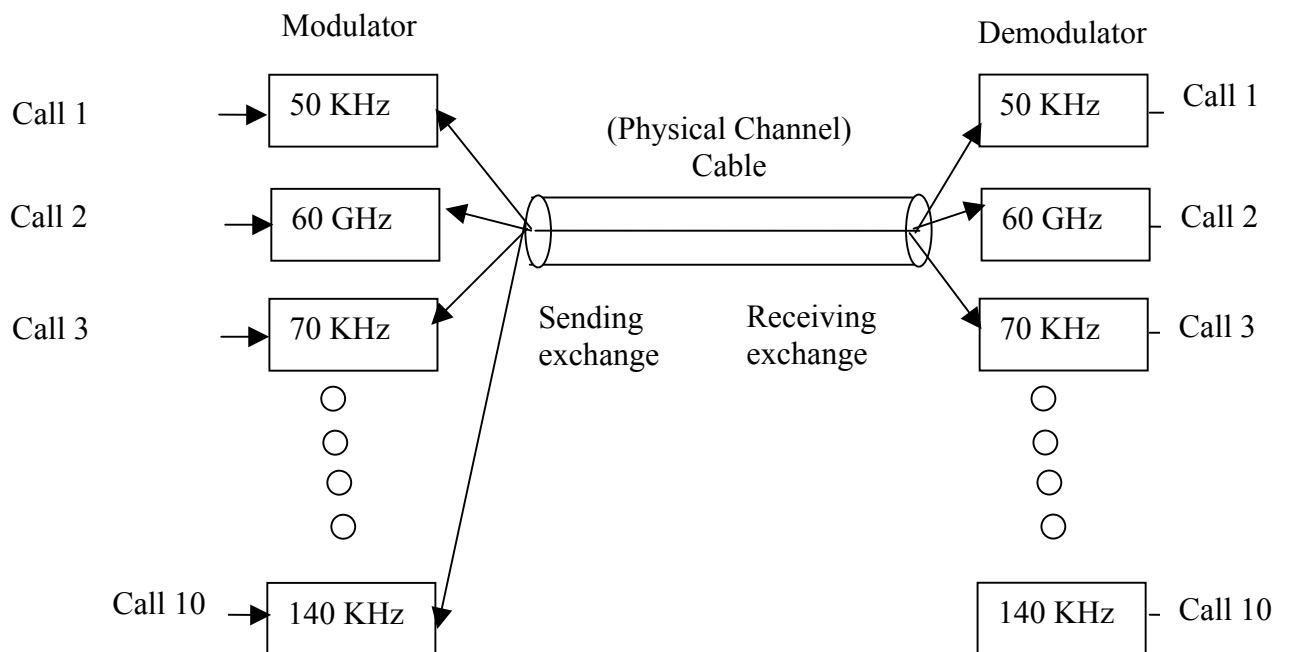 Modulator
Demodulator
Call 1
50 KHz
(Physical Channel)
Cable
50 KHz
Call 1
Call 2
60 GHz
60 GHz
Call 2
Call 3
70 KHz
Sending
exchange
Receiving
exchange
70 KHz
Call 3
Call 10
140 KHz
140 KHz
Call 10